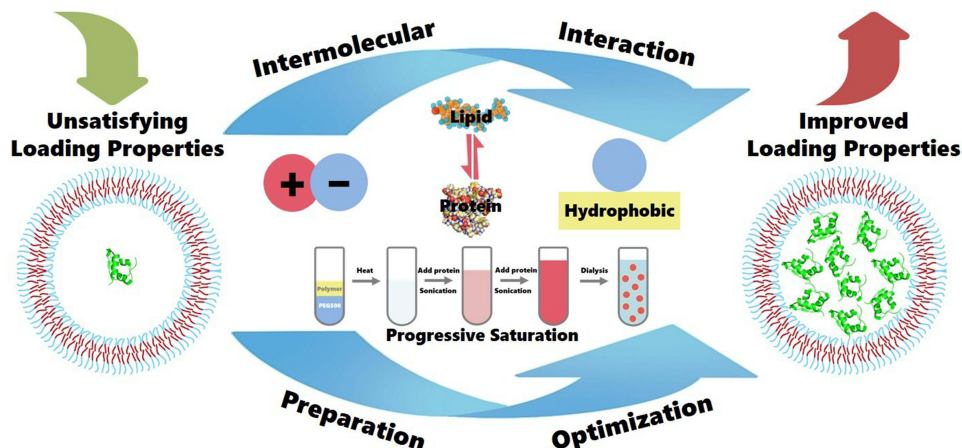 Intermolecular
Interaction
Unsatisfying
Loading Properties
Improved
Loading Properties
Lipid
+
−
Protein
Hydrophobic
Polymer
PEG500
Heat
Add protein
Sonication
Add protein
Sonication
Dialysis
Progressive Saturation
Preparation
Optimization